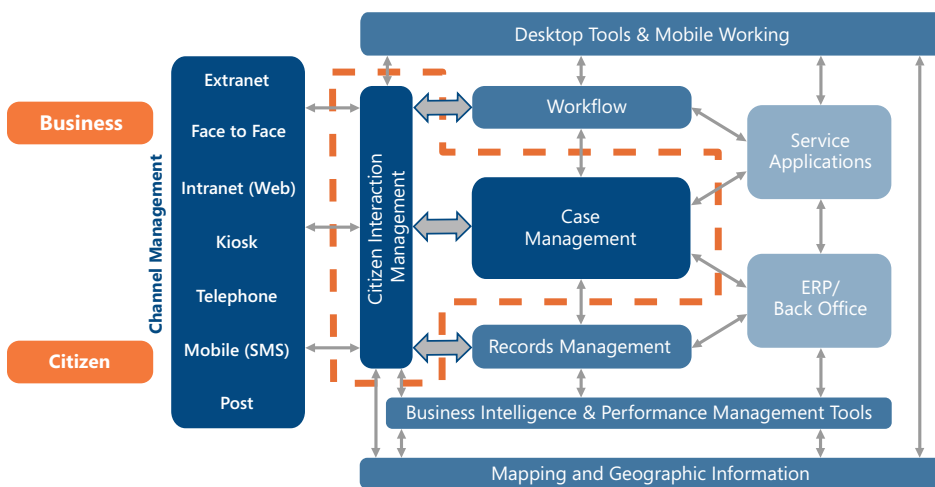 Desktop Tools & Mobile Working
Business
Citizen
Channel Management
Extranet
Face to Face
Intranet (Web)
Kiosk
Telephone
Mobile (SMS)
Post
Citizen Interaction
Management
Workflow
Case
Management
Records Management
Service
Applications
ERP/
Back Office
Business Intelligence & Performance Management Tools
Mapping and Geographic Information